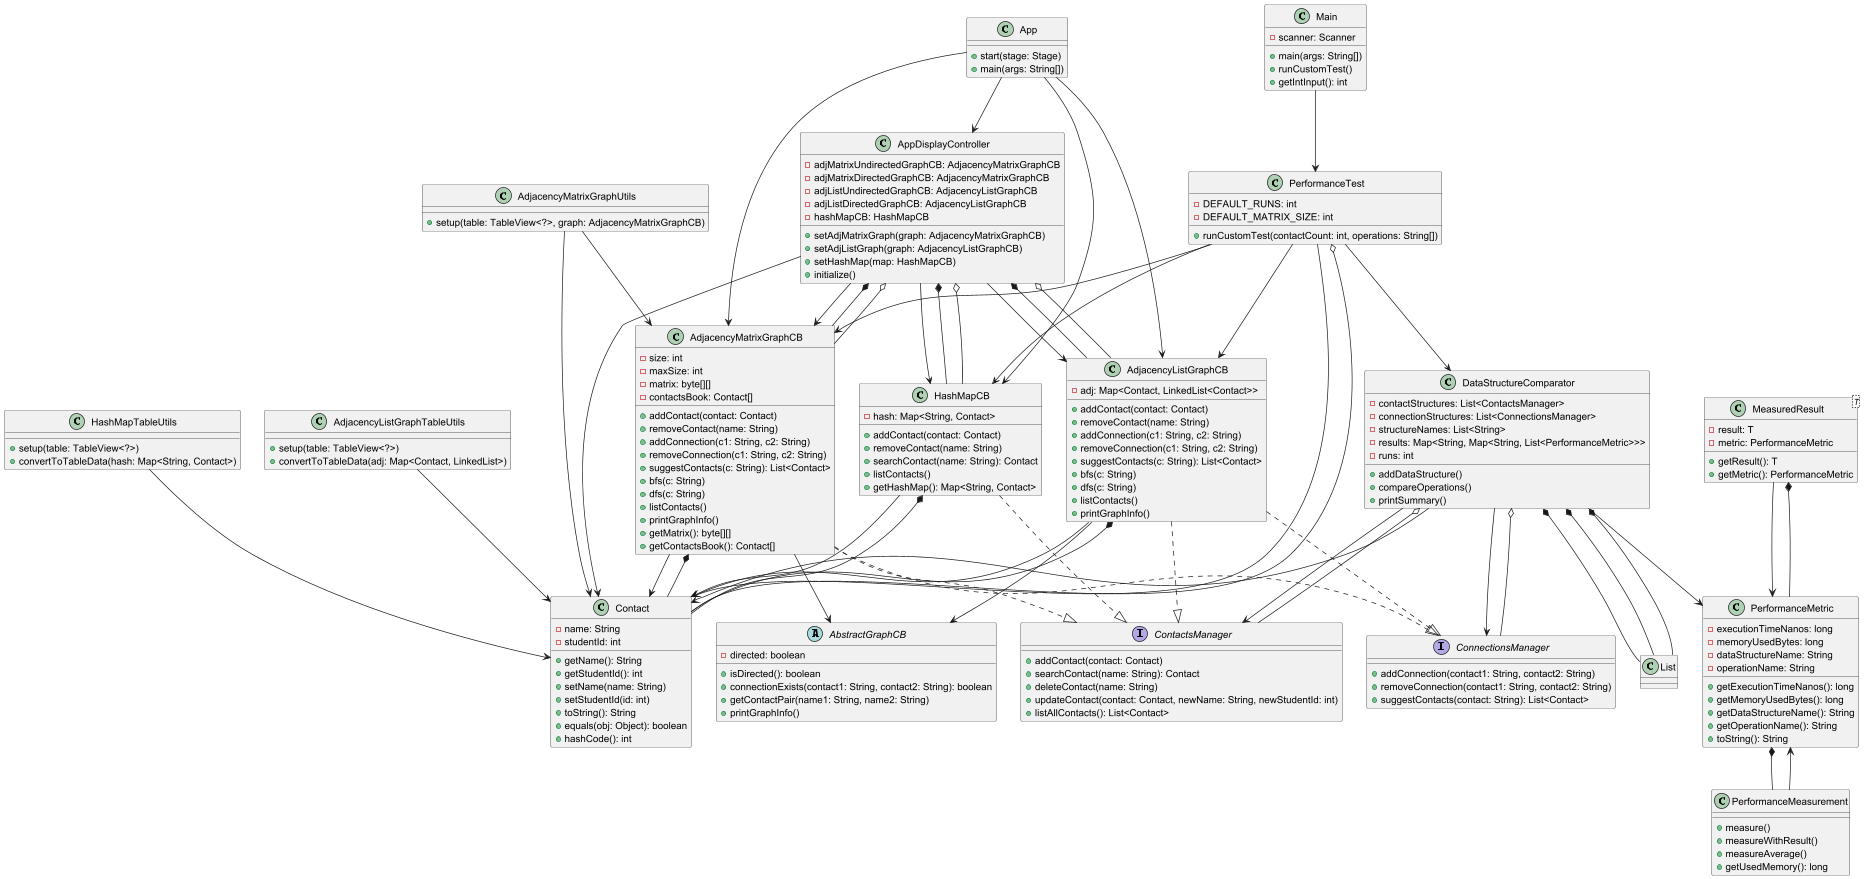 C App
start(stage: Stage)
main(args: String[])
C Main
scanner: Scanner
main(args: String[])
runCustomTest()
getIntInput(): int
C AppDisplayController
adjMatrixUndirectedGraphCB: AdjacencyMatrixGraphCB
adjMatrixDirectedGraphCB: AdjacencyMatrixGraphCB
adjListUndirectedGraphCB: AdjacencyListGraphCB
adjListDirectedGraphCB: AdjacencyListGraphCB
hashMapCB: HashMapCB
setAdjMatrixGraph(graph: AdjacencyMatrixGraphCB)
setAdjListGraph(graph: AdjacencyListGraphCB)
setHashMap(map: HashMapCB)
initialize()
C AdjacencyMatrixGraphUtils
setup(table: TableView<?>, graph: AdjacencyMatrixGraphCB)
C PerformanceTest
DEFAULT_RUNS: int
DEFAULT_MATRIX_SIZE: int
runCustomTest(contactCount: int, operations: String[])
C AdjacencyMatrixGraphCB
size: int
maxSize: int
matrix: byte[][]
contactsBook: Contact[]
addContact(contact: Contact)
removeContact(name: String)
addConnection(c1: String, c2: String)
removeConnection(c1: String, c2: String)
suggestContacts(c: String): List<Contact>
bfs(c: String)
dfs(c: String)
listContacts()
printGraphInfo()
getMatrix(): byte[][]
getContactsBook(): Contact[]
C HashMapCB
hash: Map<String, Contact>
addContact(contact: Contact)
removeContact(name: String)
searchContact(name: String): Contact
listContacts()
getHashMap(): Map<String, Contact>
C AdjacencyListGraphCB
adj: Map<Contact, LinkedList<Contact>>
addContact(contact: Contact)
removeContact(name: String)
addConnection(c1: String, c2: String)
removeConnection(c1: String, c2: String)
suggestContacts(c: String): List<Contact>
bfs(c: String)
dfs(c: String)
listContacts()
printGraphInfo()
C DataStructureComparator
contactStructures: List<ContactsManager>
connectionStructures: List<ConnectionsManager>
structureNames: List<String>
results: Map<String, Map<String, List<PerformanceMetric>>>
runs: int
addDataStructure()
compareOperations()
printSummary()
C MeasuredResult
T
result: T
metric: PerformanceMetric
getResult(): T
getMetric(): PerformanceMetric
C HashMapTableUtils
setup(table: TableView<?>)
convertToTableData(hash: Map<String, Contact>)
C AdjacencyListGraphTableUtils
setup(table: TableView<?>)
convertToTableData(adj: Map<Contact, LinkedList>)
C Contact
name: String
studentId: int
getName(): String
getStudentId(): int
setName(name: String)
setStudentId(id: int)
toString(): String
equals(obj: Object): boolean
hashCode(): int
A AbstractGraphCB
directed: boolean
isDirected(): boolean
connectionExists(contact1: String, contact2: String): boolean
getContactPair(name1: String, name2: String)
printGraphInfo()
I ContactsManager
addContact(contact: Contact)
searchContact(name: String): Contact
deleteContact(name: String)
updateContact(contact: Contact, newName: String, newStudentId: int)
listAllContacts(): List<Contact>
I ConnectionsManager
addConnection(contact1: String, contact2: String)
removeConnection(contact1: String, contact2: String)
suggestContacts(contact: String): List<Contact>
C List
C PerformanceMetric
executionTimeNanos: long
memoryUsedBytes: long
dataStructureName: String
operationName: String
getExecutionTimeNanos(): long
getMemoryUsedBytes(): long
getDataStructureName(): String
getOperationName(): String
toString(): String
C PerformanceMeasurement
measure()
measureWithResult()
measureAverage()
getUsedMemory(): long